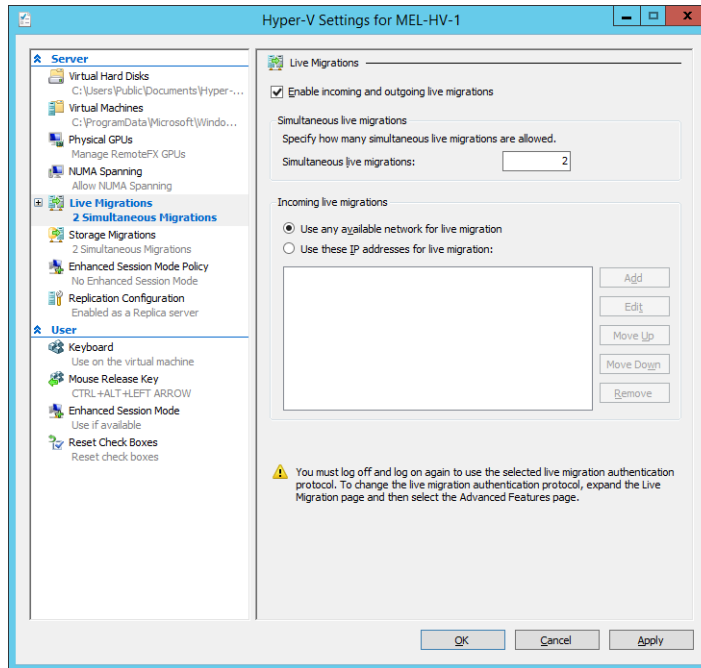 Hyper-V Settings for MEL-HV-1
Server
Virtual Hard Disks
C:\Users\Public\Documents\Hyper-...
Virtual Machines
C:\ProgramData\Microsoft\Windo...
Physical GPUs
Manage RemoteFX GPUs
NUMA Spanning
Allow NUMA Spanning
Live Migrations
2 Simultaneous Migrations
Storage Migrations
2 Simultaneous Migrations
Enhanced Session Mode Policy
No Enhanced Session Mode
Replication Configuration
Enabled as a Replica server
User
Keyboard
Use on the virtual machine
Mouse Release Key
CTRL+ALT+LEFT ARROW
Enhanced Session Mode
Use if available
Reset Check Boxes
Reset check boxes
Live Migrations
Enable incoming and outgoing live migrations
Simultaneous live migrations
Specify how many simultaneous live migrations are allowed.
Simultaneous live migrations: 2
Incoming live migrations
Use any available network for live migration
Use these IP addresses for live migration:
Add
Edit
Move Up
Move Down
Remove
You must log off and log on again to use the selected live migration authentication
protocol. To change the live migration authentication protocol, expand the Live
Migration page and then select the Advanced Features page.
OK
Cancel
Apply